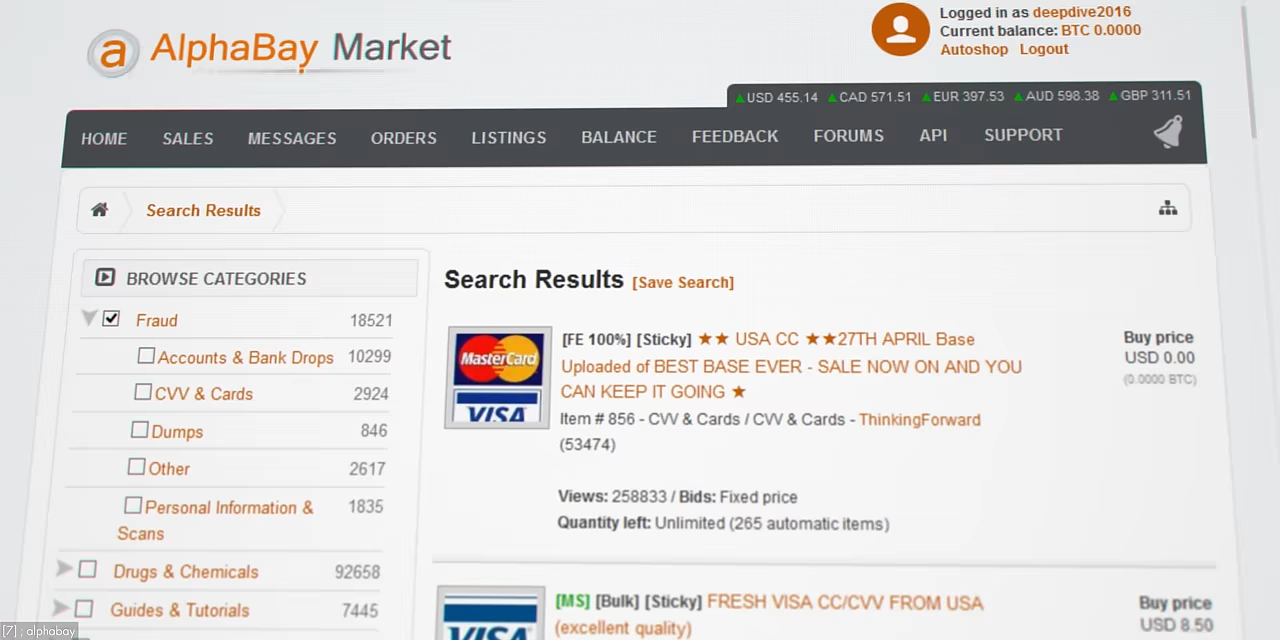 AlphaBay Market
Logged in as deepdive2016
Current balance: BTC 0.0000
Autoshop Logout
USD 455.14 CAD 571.51 EUR 397.53 AUD 598.38 GBP 311.51
HOME SALES MESSAGES ORDERS LISTINGS BALANCE FEEDBACK FORUMS API SUPPORT
Search Results
BROWSE CATEGORIES
Fraud 18521
Accounts & Bank Drops 10299
CVV & Cards 2924
Dumps 846
Other 2617
Personal Information & 1835
Scans
Drugs & Chemicals 92658
Guides & Tutorials 7445
Search Results [Save Search]
MasterCard
VISA
[FE 100%] [Sticky] ★★ USA CC ★★27TH APRIL Base
Uploaded of BEST BASE EVER - SALE NOW ON AND YOU
CAN KEEP IT GOING ★
Item # 856 - CVV & Cards / CVV & Cards - ThinkingForward
(53474)
Views: 258833 / Bids: Fixed price
Quantity left: Unlimited (265 automatic items)
Buy price
USD 0.00
(0.0000 BTC)
VISA
[MS] [Bulk] [Sticky] FRESH VISA CC/CVV FROM USA
(excellent quality)
Buy price
USD 8.50
[7] , alphabay